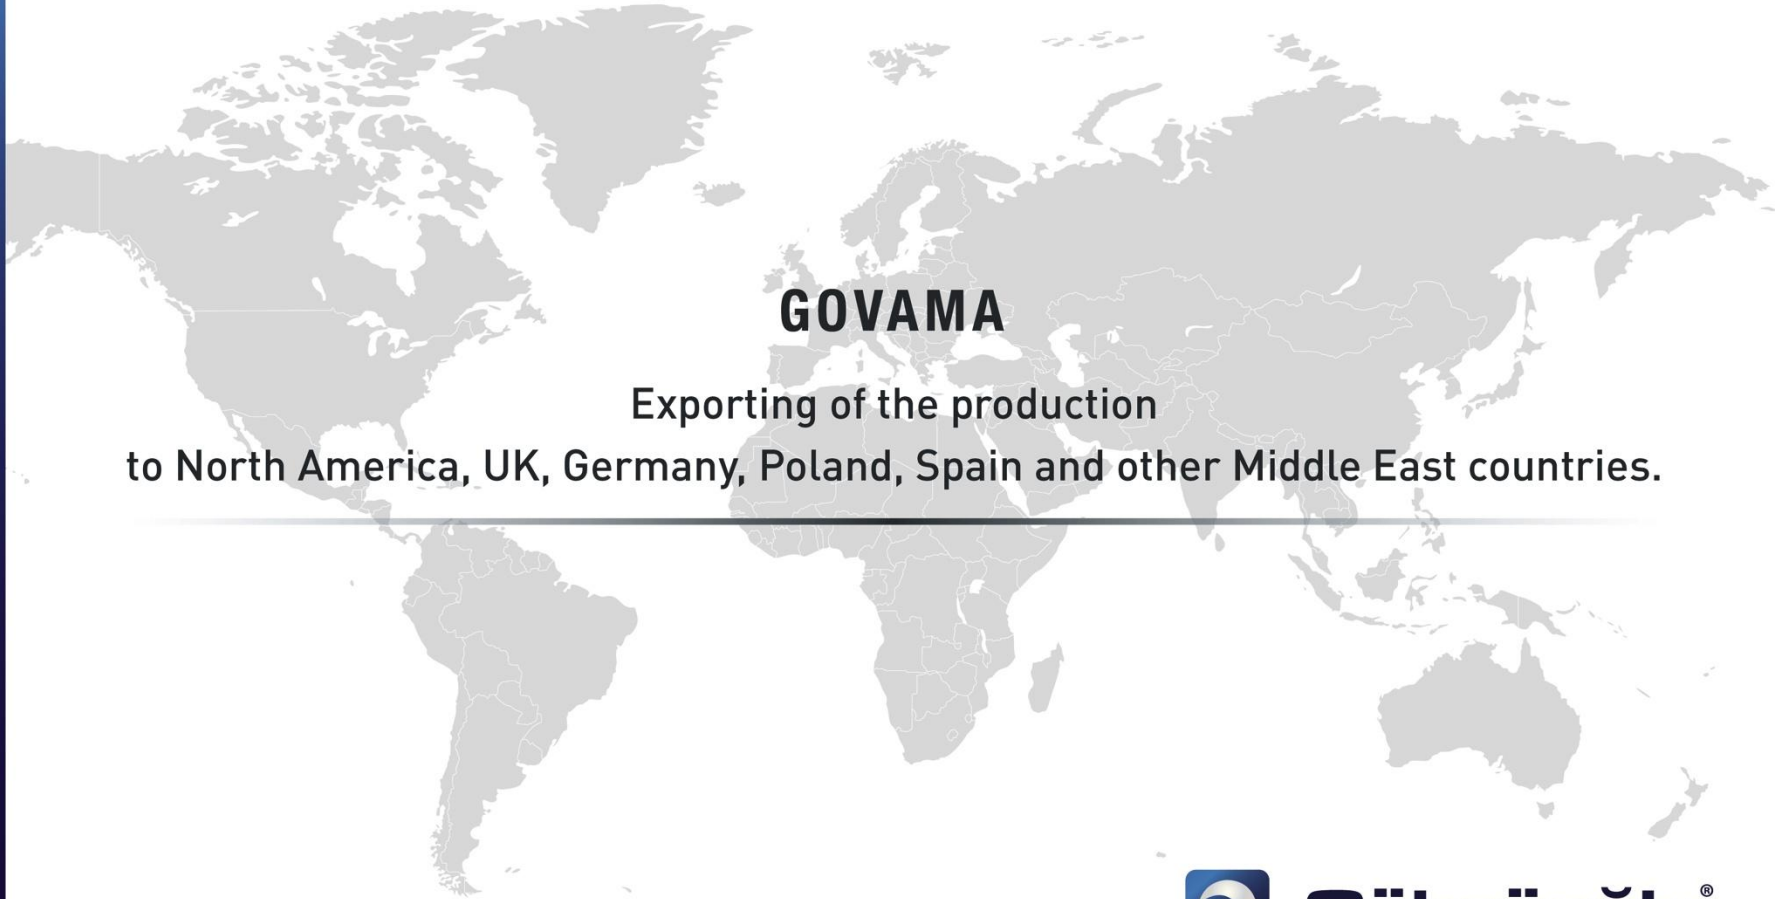 GOVAMA
Exporting of the production
to North America, UK, Germany, Poland, Spain and other Middle East countries.
®